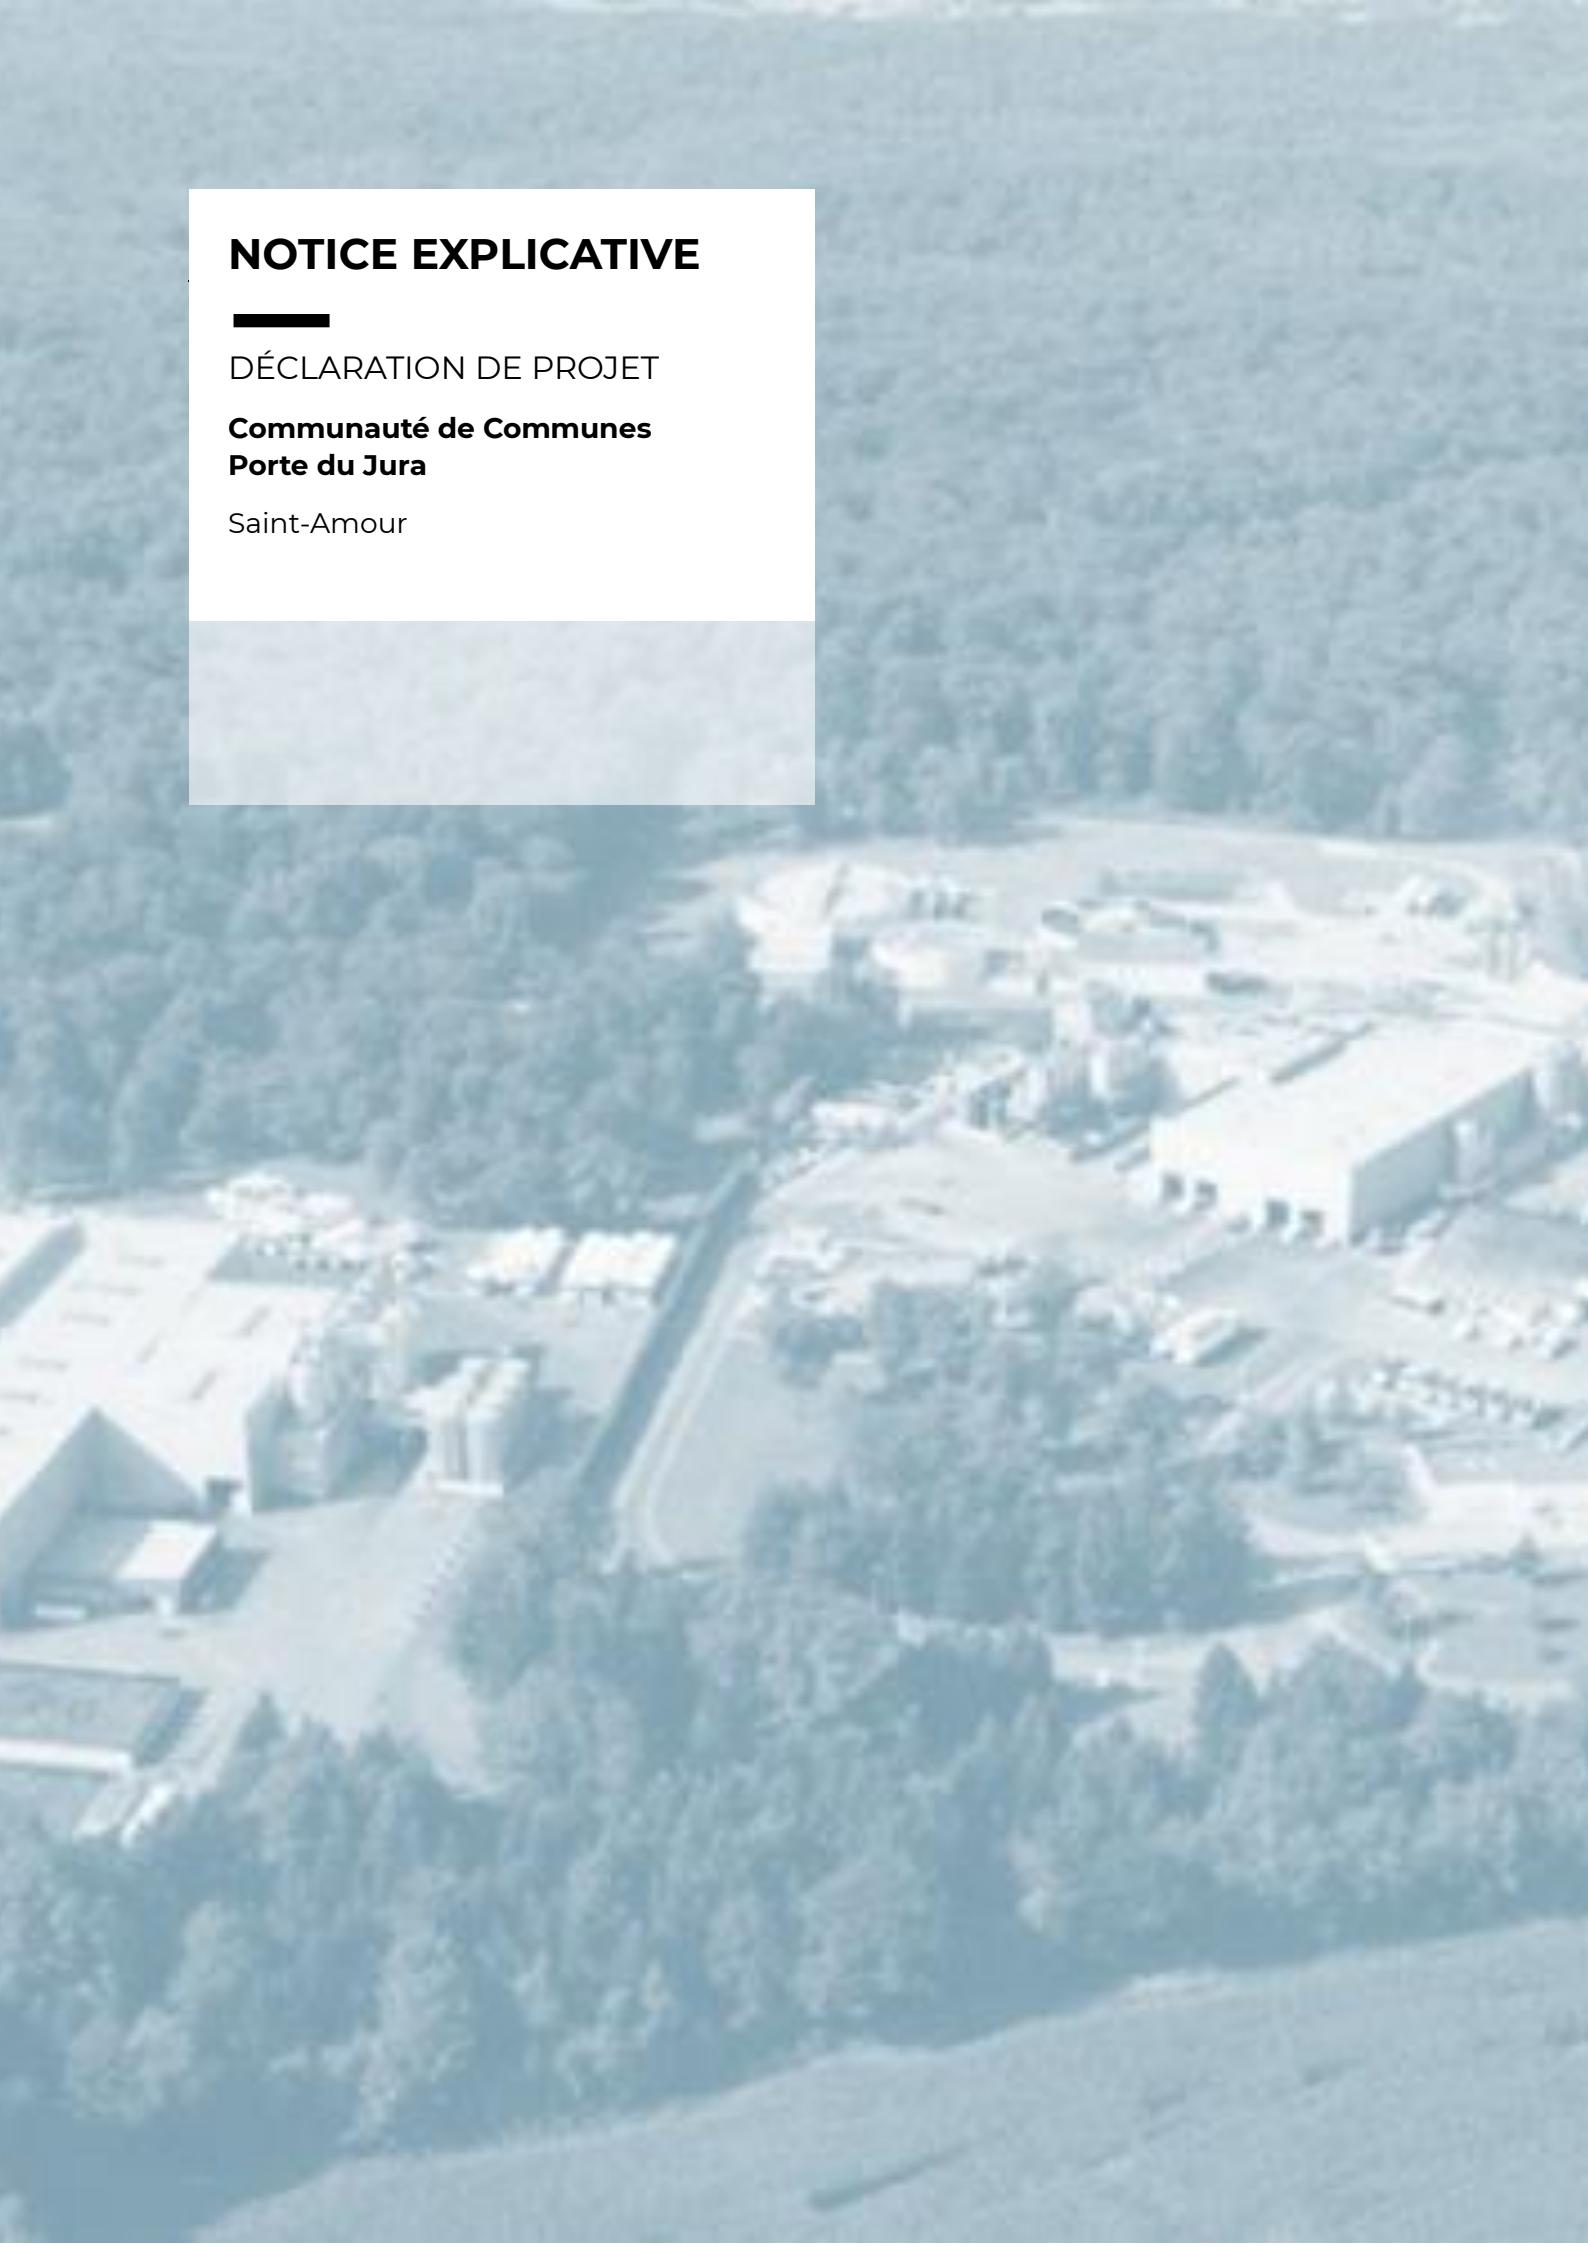 NOTICE EXPLICATIVE
DÉCLARATION DE PROJET
Communauté de Communes
Porte du Jura
Saint-Amour